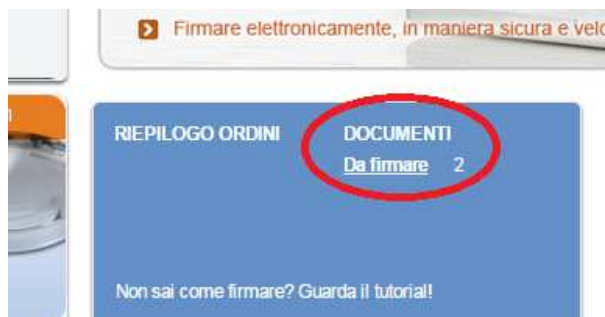 Firmare elettronicamente, in maniera sicura e velo
RIEPILOGO ORDINI
DOCUMENTI
Da firmare 2
Non sai come firmare? Guarda il tutorial!